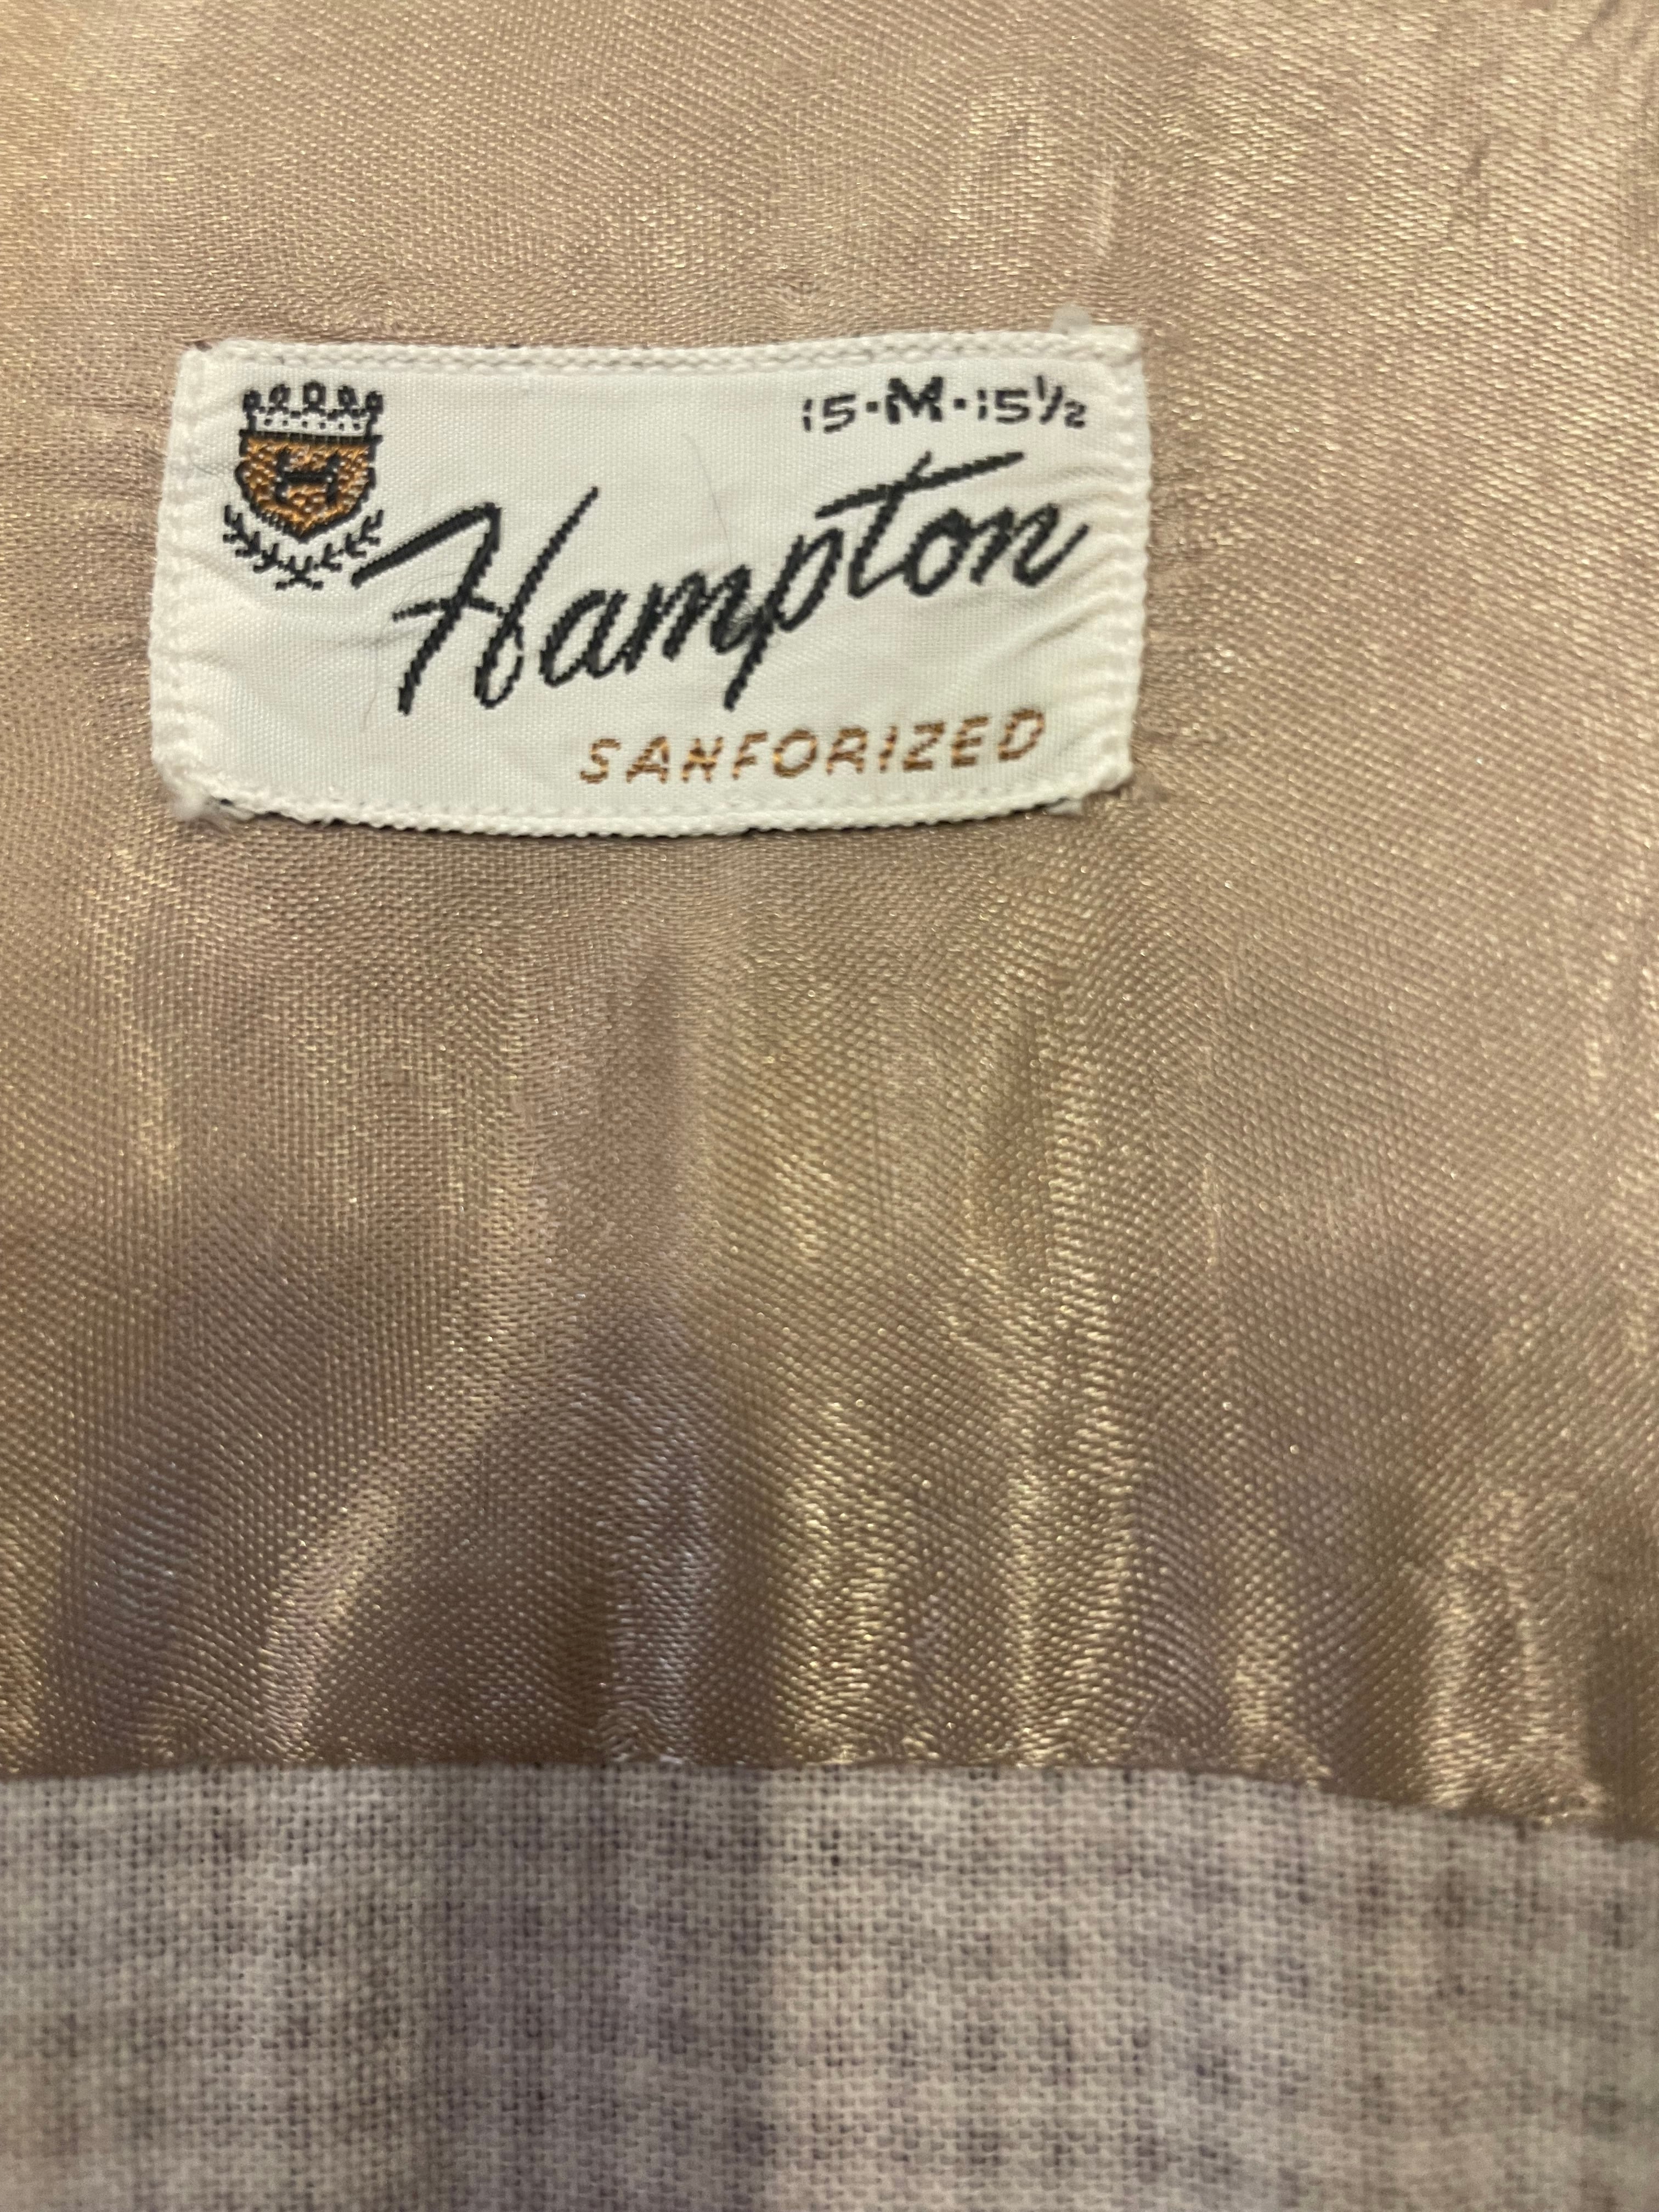 H
15·M·15½
Hampton
SANFORIZED